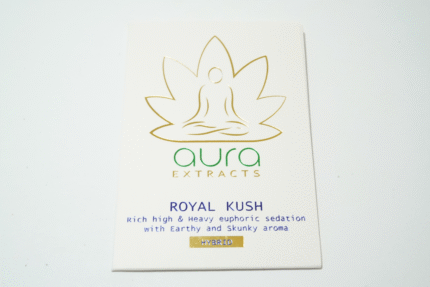 aura
EXTRACTS
ROYAL KUSH
Rich high & Heavy euphoric sedation
with Earthy and Skunky aroma
HYBRID